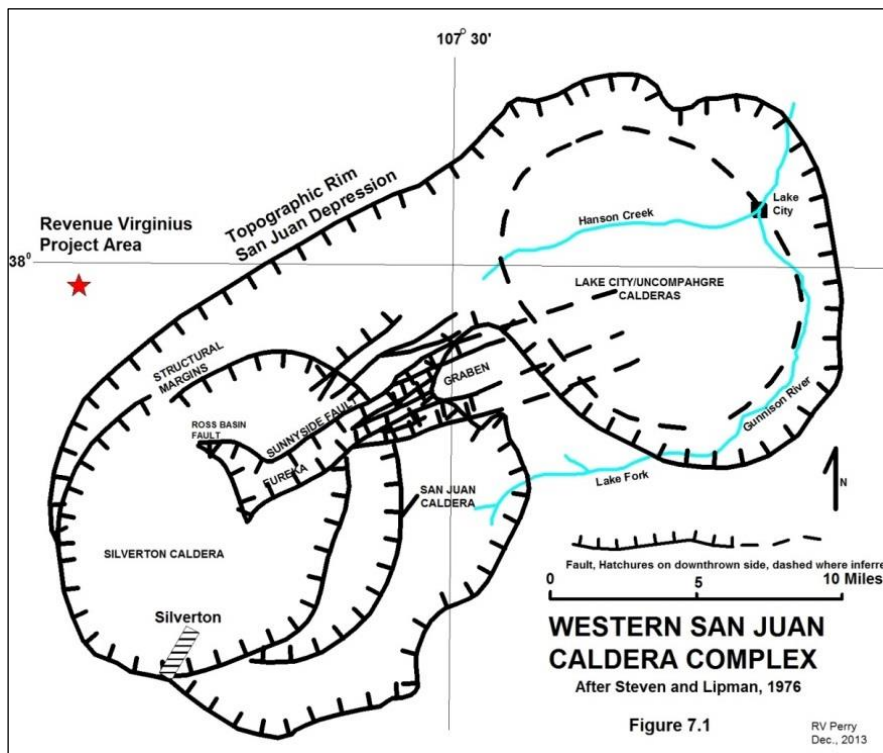 107° 30'
Topographic Rim
San Juan Depression
Revenue Virginius
Project Area
38°
Hanson Creek
Lake
City
LAKE CITY/UNCOMPAHGRE
CALDERAS
STRUCTURAL
MARGINS
GRABEN
ROSS BASIN
FAULT
SUNNYSIDE FAULT
EUREKA
Gunnison River
Lake Fork
SAN JUAN
CALDERA
N
SILVERTON CALDERA
Fault, Hatchures on downthrown side, dashed where inferre
0 5 10 Miles
Silverton
WESTERN SAN JUAN
CALDERA COMPLEX
After Steven and Lipman, 1976
Figure 7.1
RV Perry
Dec., 2013